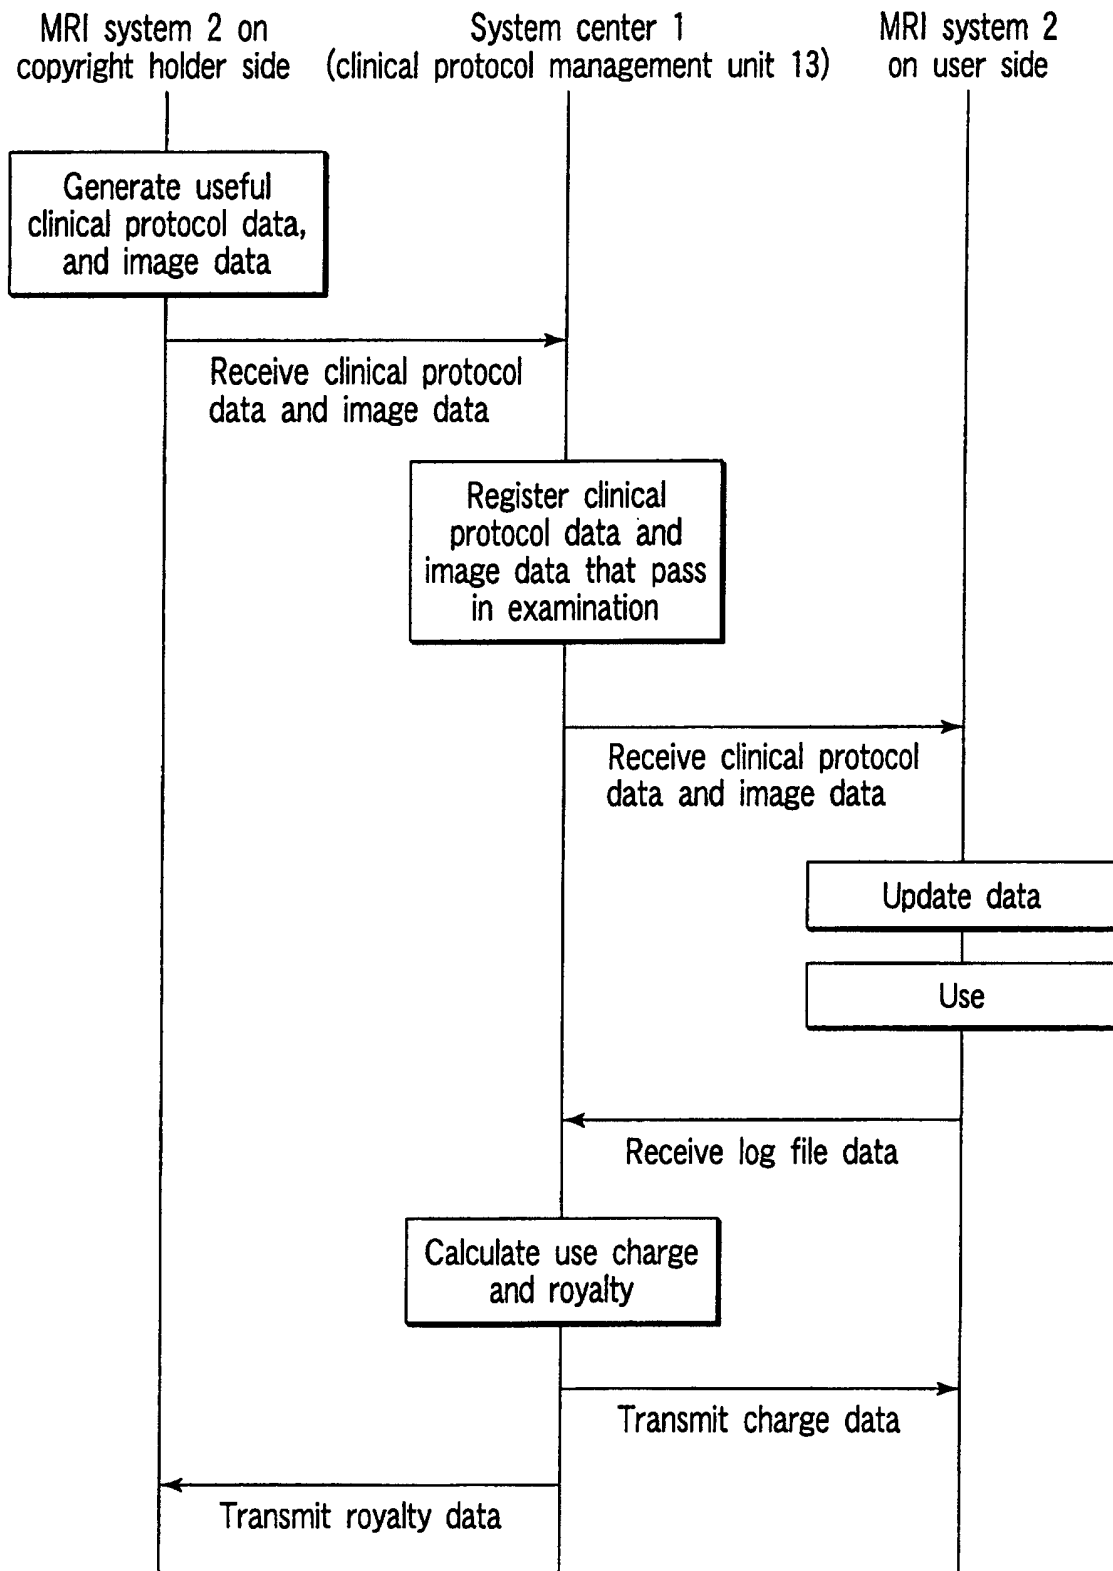 MRI system 2 on
copyright holder side
System center 1
(clinical protocol management unit 13)
MRI system 2
on user side
Generate useful
clinical protocol data,
and image data
Receive clinical protocol
data and image data
Register clinical
protocol data and
image data that pass
in examination
Receive clinical protocol
data and image data
Update data
Use
Receive log file data
Calculate use charge
and royalty
Transmit charge data
Transmit royalty data